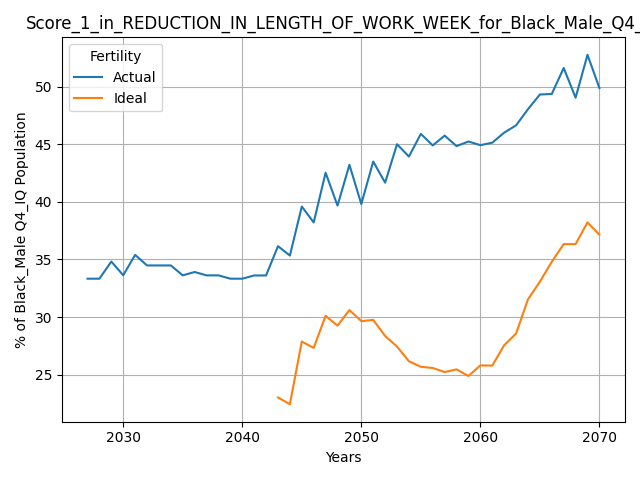 Score_1_in_REDUCTION_IN_LENGTH_OF_WORK_WEEK_for_Black_Male_Q4_
Fertility
Actual
Ideal
% of Black_Male Q4_IQ Population
50
45
40
35
30
25
2030 2040 2050 2060 2070
Years